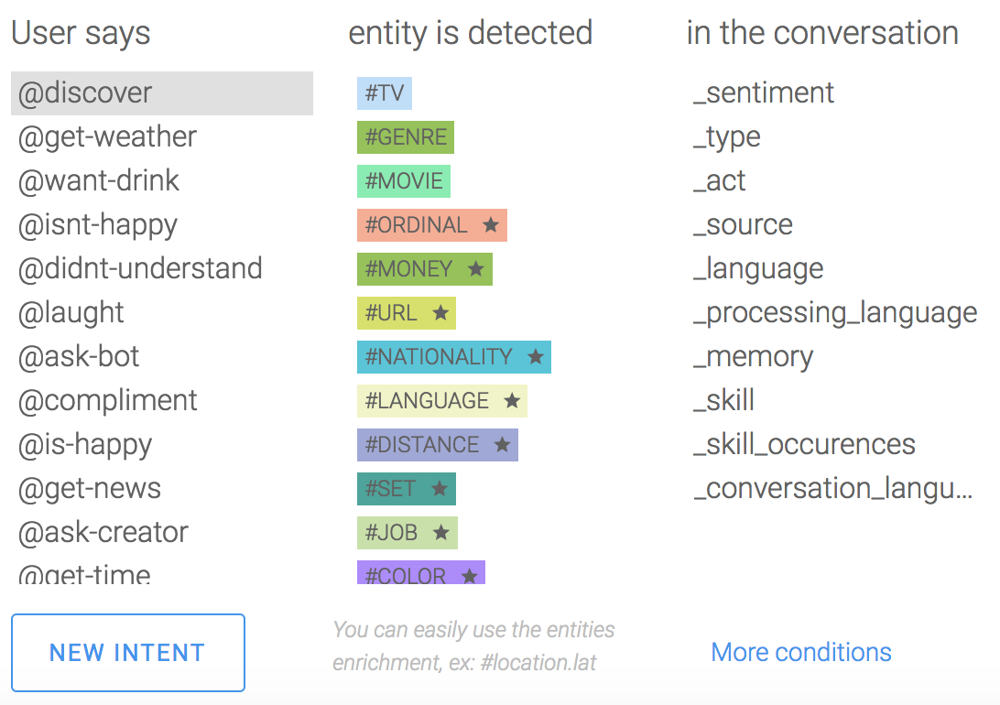 User says
@discover
@get-weather
@want-drink
@isnt-happy
@didnt-understand
@laught
@ask-bot
@compliment
@is-happy
@get-news
@ask-creator
@get-time
NEW INTENT
entity is detected
#TV
#GENRE
#MOVIE
#ORDINAL ★
#MONEY ★
#URL ★
#NATIONALITY ★
#LANGUAGE ★
#DISTANCE ★
#SET ★
#JOB ★
#COLOR ★
You can easily use the entities
enrichment, ex: #location.lat
in the conversation
_sentiment
_type
_act
_source
_language
_processing_language
_memory
_skill
_skill_occurences
_conversation_langu...
More conditions